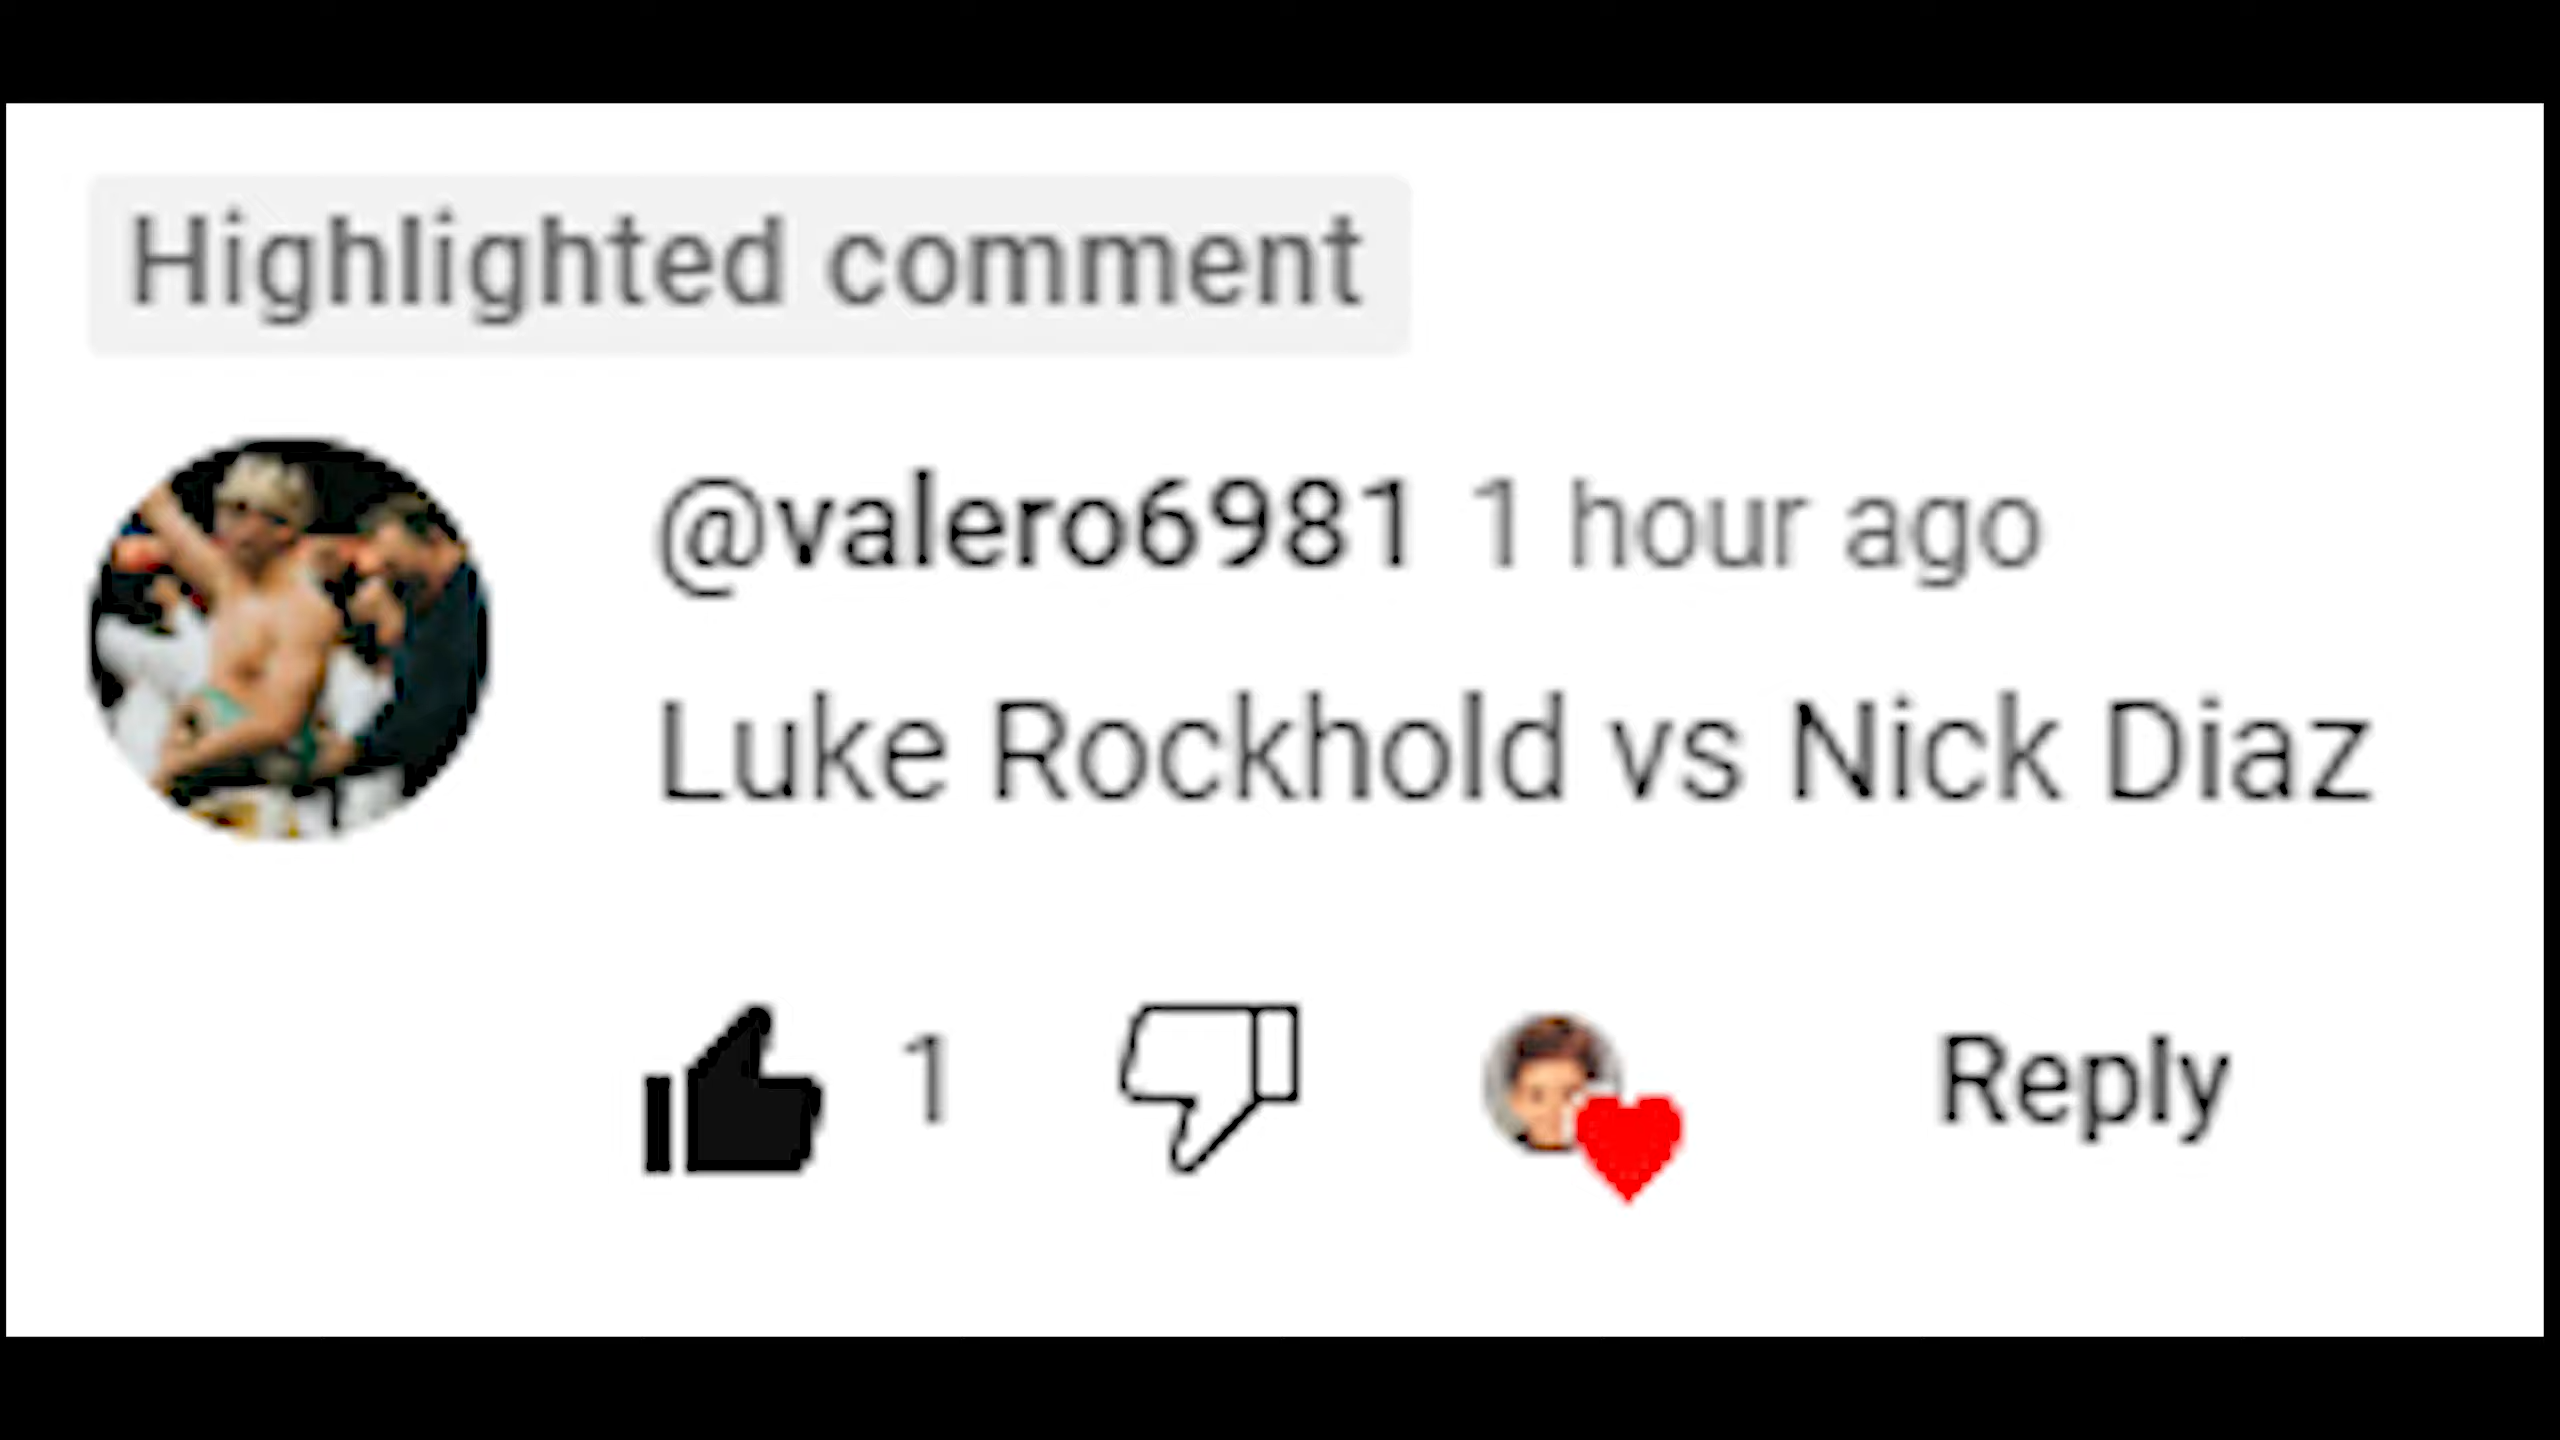 Highlighted comment
@valero6981 1 hour ago
Luke Rockhold vs Nick Diaz
1 Reply